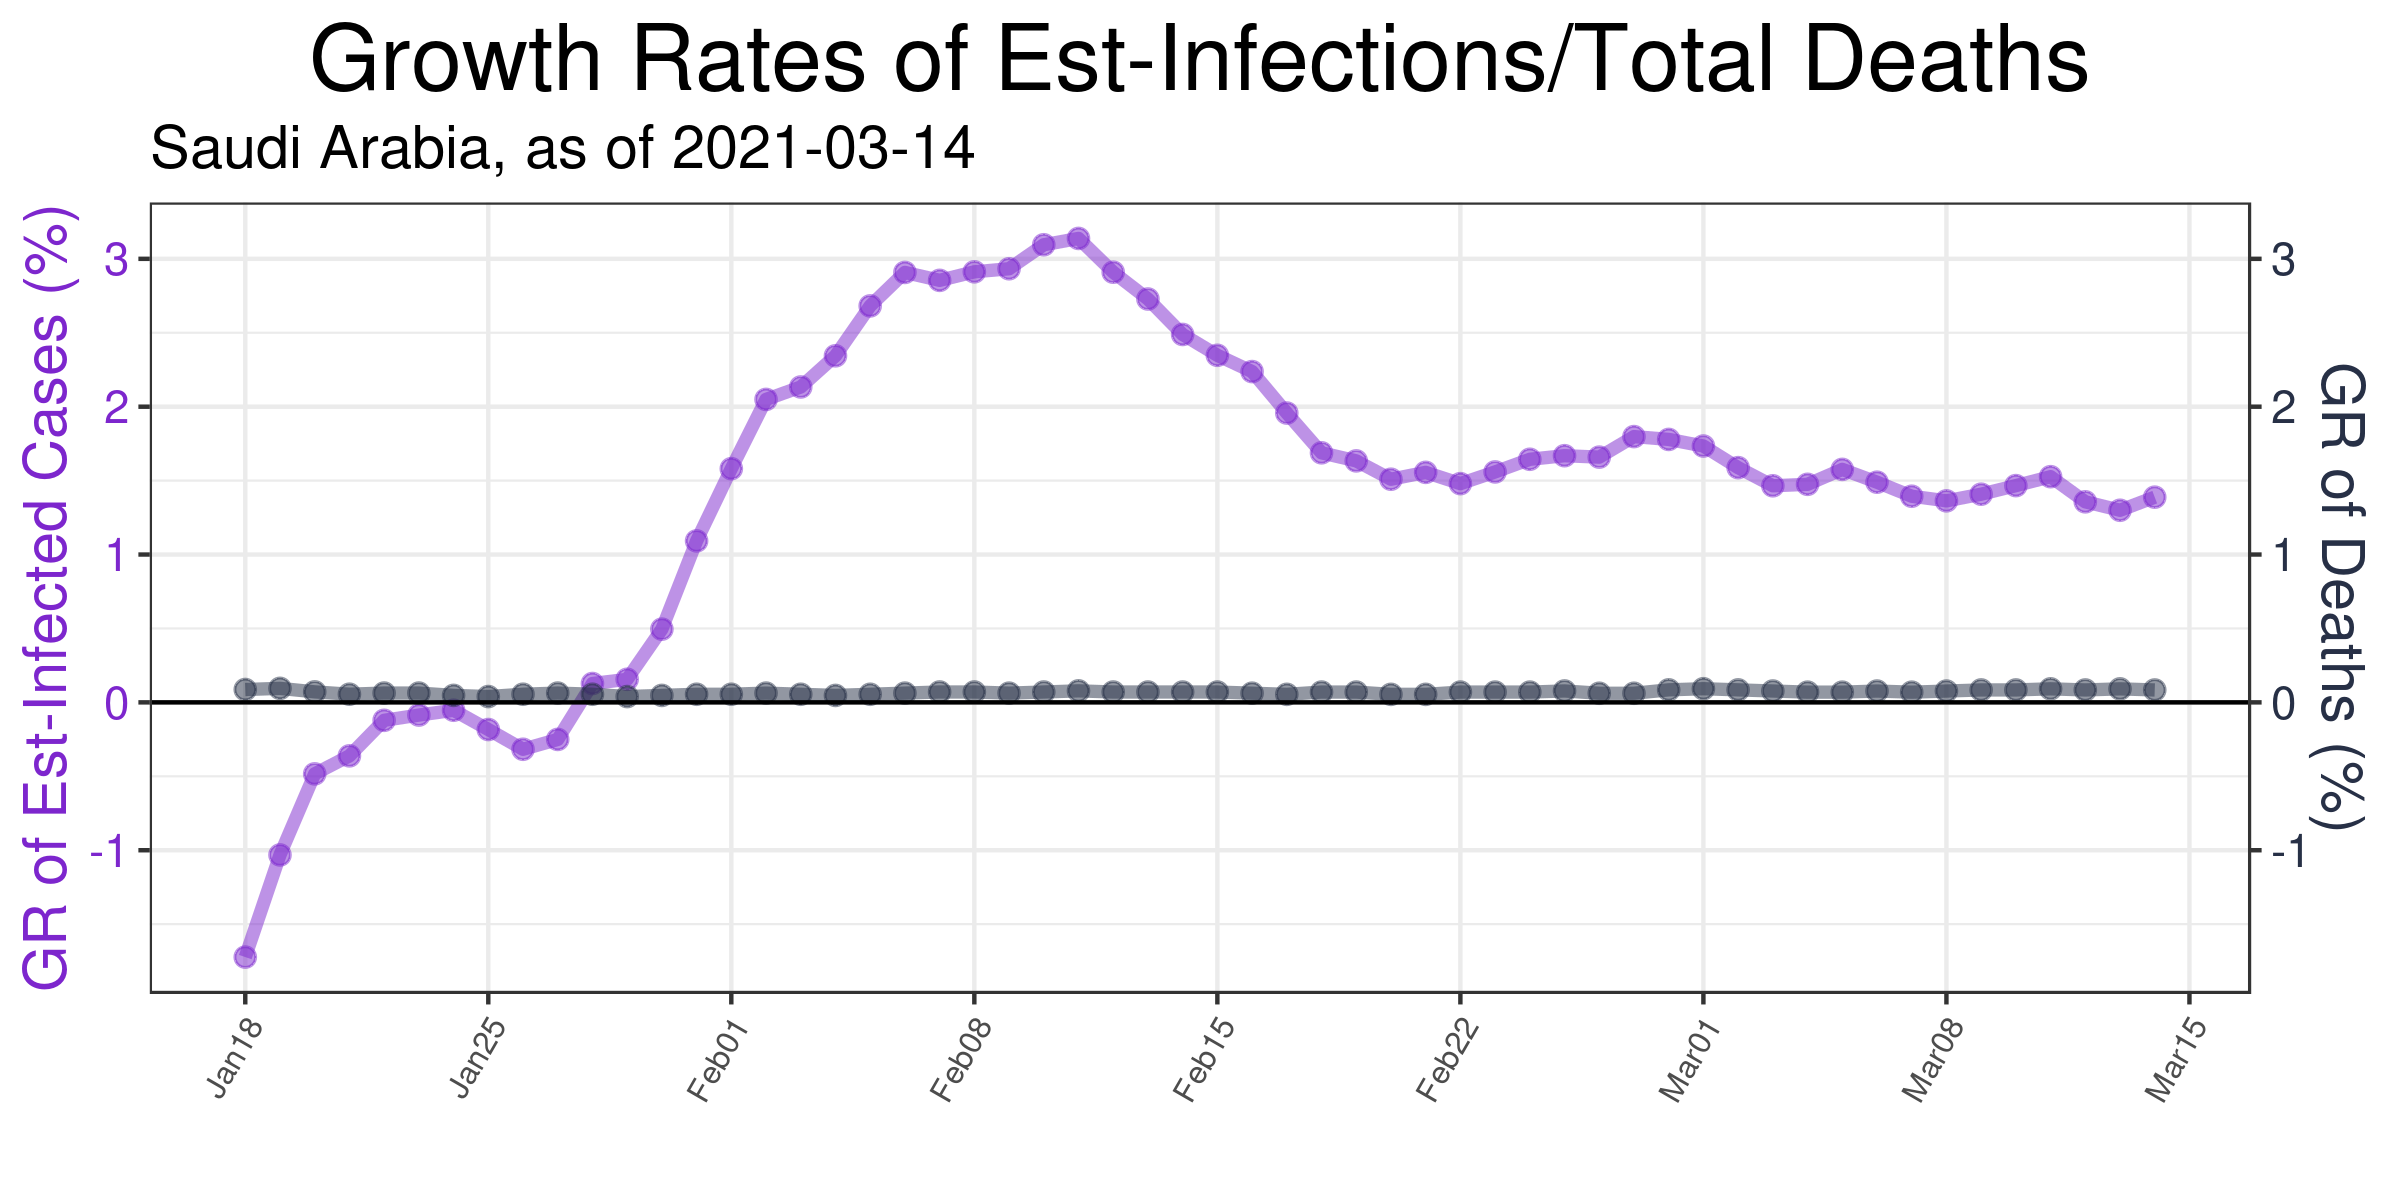 Growth Rates of Est-Infections/Total Deaths
Saudi Arabia, as of 2021-03-14
GR of Est-Infected Cases (%)
3
2
1
0
-1
3
2
1
0
-1
GR of Deaths (%)
Jan18
Jan25
Feb01
Feb08
Feb15
Feb22
Mar01
Mar08
Mar15